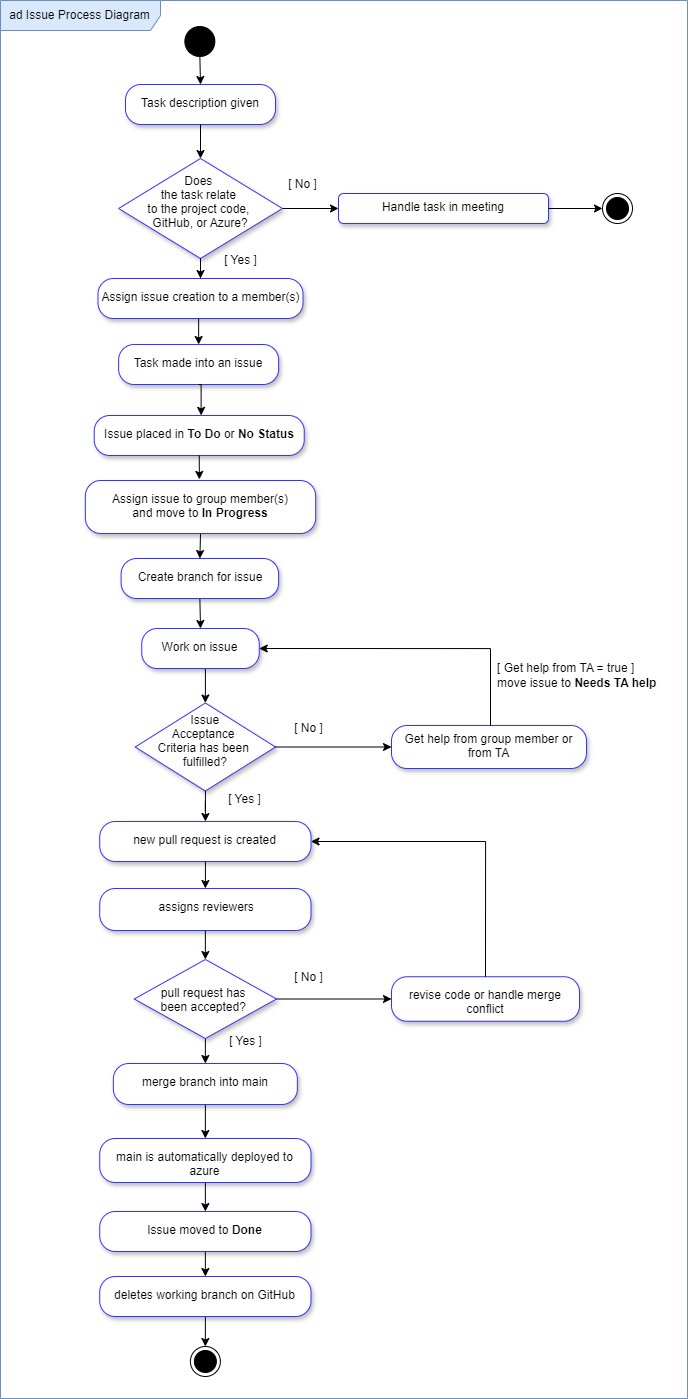 ad Issue Process Diagram
Task description given
Does
the task relate
to the project code,
GitHub, or Azure?
[ No ]
Handle task in meeting
[ Yes ]
Assign issue creation to a member(s)
Task made into an issue
Issue placed in To Do or No Status
Assign issue to group member(s)
and move to In Progress
Create branch for issue
Work on issue
[ Get help from TA = true ]
move issue to Needs TA help
Issue
Acceptance
Criteria has been
fulfilled?
[ No ]
Get help from group member or
from TA
[ Yes ]
new pull request is created
assigns reviewers
pull request has
been accepted?
[ No ]
revise code or handle merge
conflict
[ Yes ]
merge branch into main
main is automatically deployed to
azure
Issue moved to Done
deletes working branch on GitHub